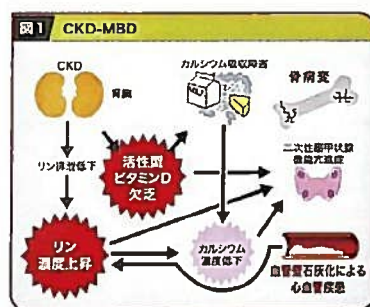 図1 CKD-MBD
CKD
腎臓
カルシウム吸収障害
骨病変
リン排泄低下
活性型
ビタミンD
欠乏
二次性副甲状腺
機能亢進症
リン
濃度上昇
カルシウム
濃度低下
血管壁石灰化による
心血管疾患